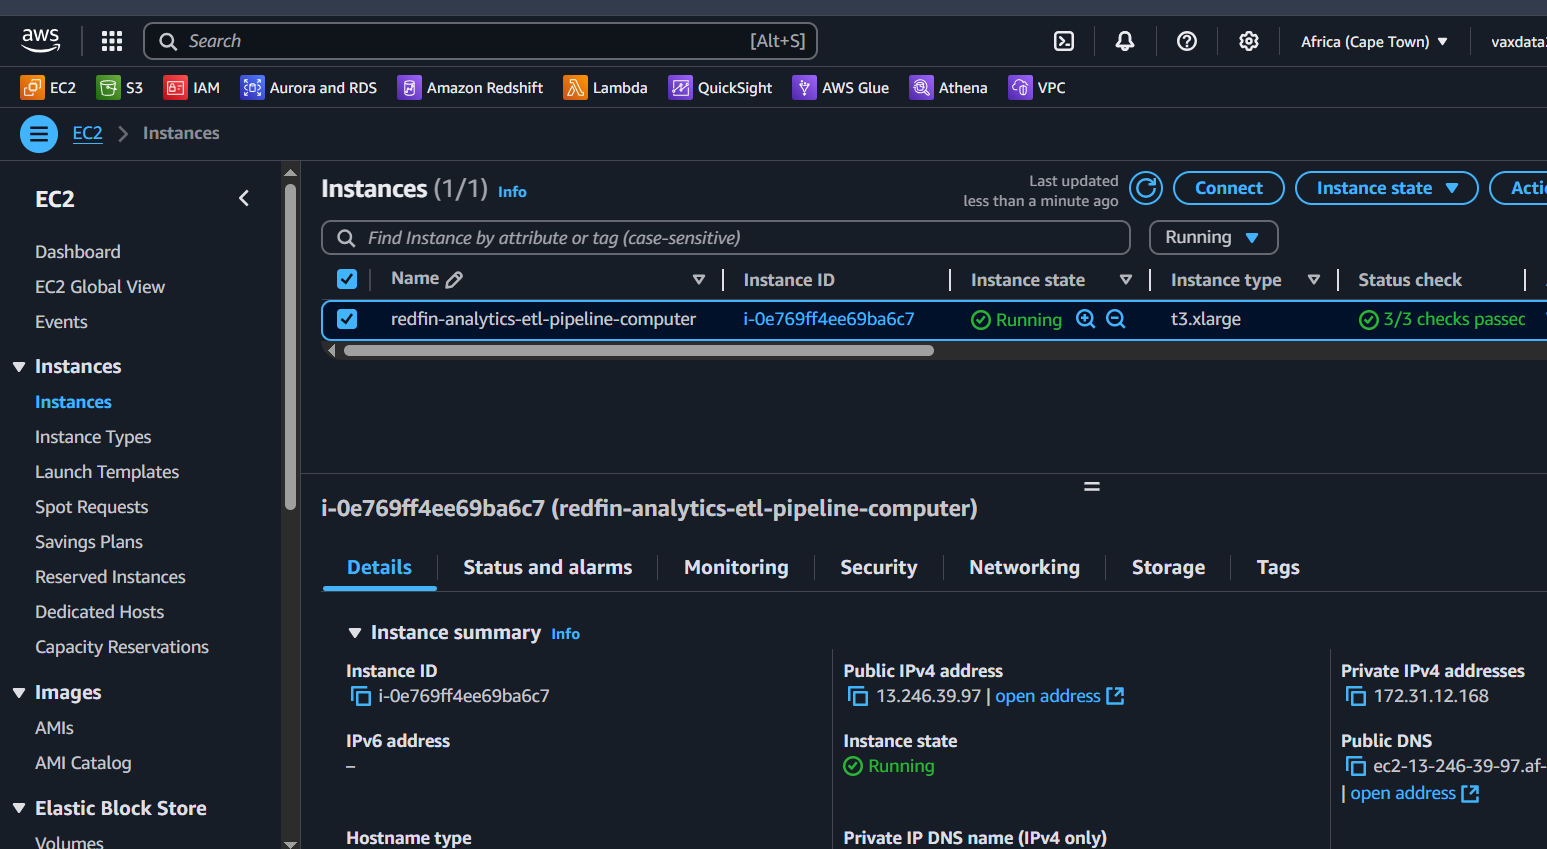 aws
Search [Alt+S]
Africa (Cape Town)
EC2 S3 IAM Aurora and RDS Amazon Redshift Lambda QuickSight AWS Glue Athena VPC
EC2 Instances
EC2
Dashboard
EC2 Global View
Events
Instances
Instances
Instance Types
Launch Templates
Spot Requests
Savings Plans
Reserved Instances
Dedicated Hosts
Capacity Reservations
Images
AMIs
AMI Catalog
Elastic Block Store
Volumes
Instances (1/1) Info
Last updated
less than a minute ago
Connect Instance state
Find Instance by attribute or tag (case-sensitive)
Running
Name Instance ID Instance state Instance type Status check
redfin-analytics-etl-pipeline-computer i-0e769ff4ee69ba6c7 Running t3.xlarge 3/3 checks passed
i-0e769ff4ee69ba6c7 (redfin-analytics-etl-pipeline-computer)
Details Status and alarms Monitoring Security Networking Storage Tags
Instance summary Info
Instance ID
i-0e769ff4ee69ba6c7
Public IPv4 address
13.246.39.97 | open address
Private IPv4 addresses
172.31.12.168
IPv6 address
–
Instance state
Running
Public DNS
ec2-13-246-39-97.af-
| open address
Hostname type
Private IP DNS name (IPv4 only)